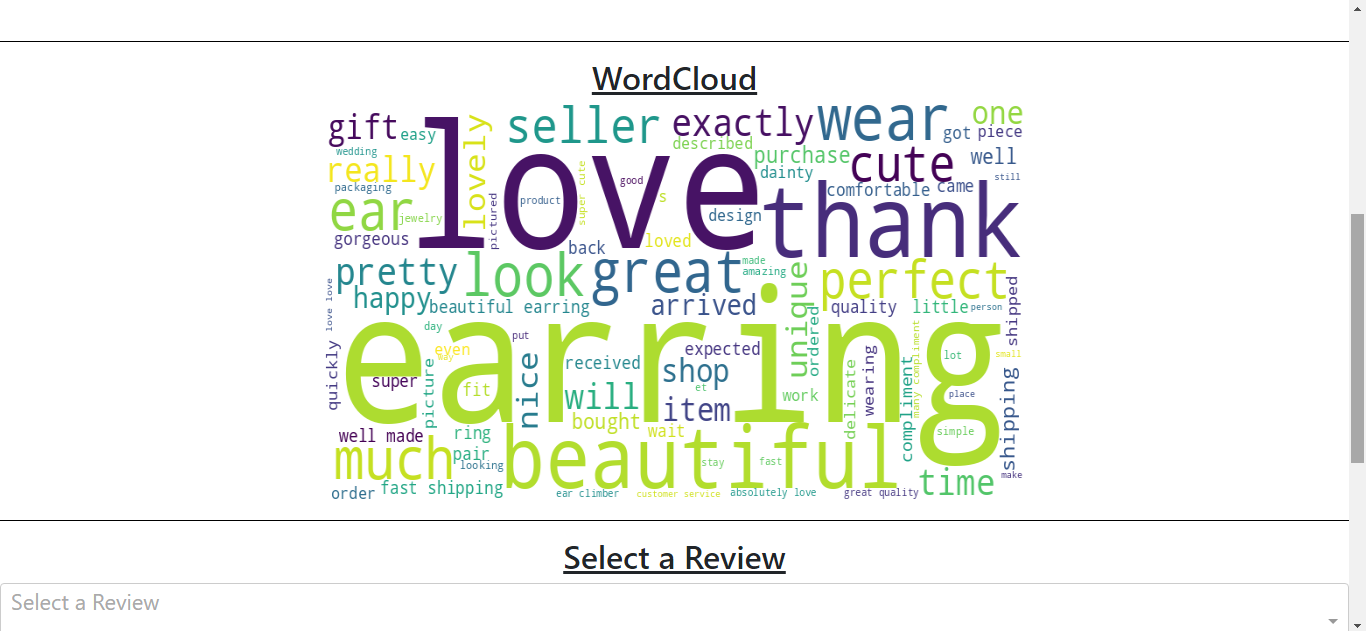 WordCloud
gift
easy
love
lovely
seller
exactly
wear
one
got
piece
wedding
described
purchase
cute
well
really
packaging
super cute
good
s
dainty
comfortable
came
still
ear
jewelry
pictured
product
design
thank
gorgeous
back
loved
pretty
look
great
made
amazing
unique
perfect
happy
beautiful earring
arrived
quality
little
person
shipped
love love
quickly
day
put
earring
ordered
even
way
expected
lot
small
super
picture
fit
nice
received
shop
et
work
delicate
wearing
compliment
many compliment
place
will
item
bought
wait
simple
shipping
well made
ring
pair
much
looking
beautiful
stay
fast
time
make
order
fast shipping
ear climber
customer service
absolutely love
great quality
Select a Review
Select a Review